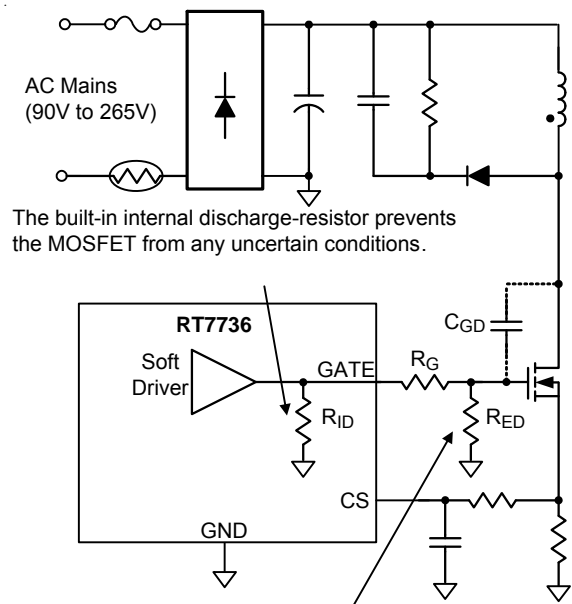 AC Mains
(90V to 265V)
The built-in internal discharge-resistor prevents
the MOSFET from any uncertain conditions.
RT7736
Soft
Driver
GATE
RID
RG
CGD
RED
CS
GND